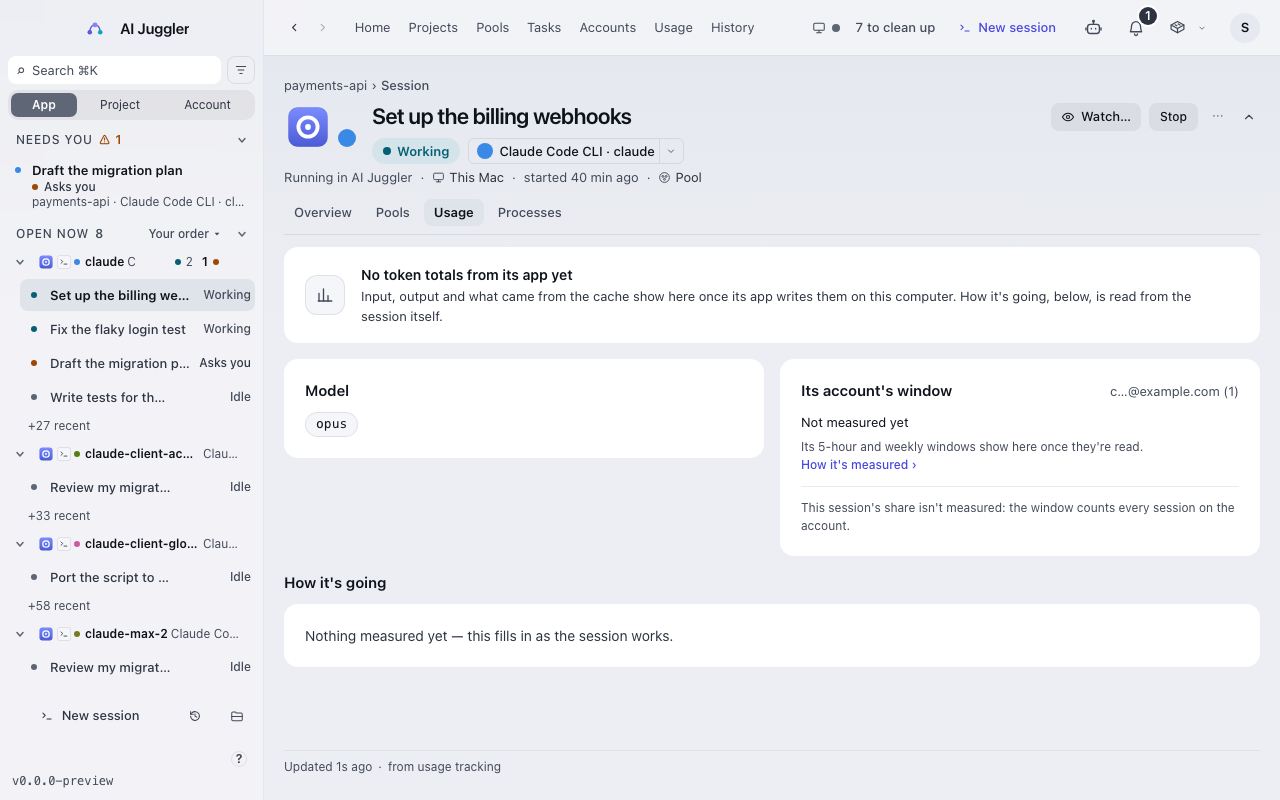 AI Juggler
Search ⌘K
App
Project
Account
NEEDS YOU
1
Draft the migration plan
Asks you
payments-api · Claude Code CLI · cl...
OPEN NOW 8
Your order
claude C
2
1
Set up the billing we...
Working
Fix the flaky login test
Working
Draft the migration p...
Asks you
Write tests for th...
Idle
+27 recent
claude-client-ac...
Clau...
Review my migrat...
Idle
+33 recent
claude-client-glo...
Clau...
Port the script to ...
Idle
+58 recent
claude-max-2 Claude Co...
Review my migrat...
Idle
New session
?
v0.0.0-preview
Home
Projects
Pools
Tasks
Accounts
Usage
History
7 to clean up
New session
1
S
payments-api › Session
Set up the billing webhooks
Watch...
Stop
Working
Claude Code CLI · claude
Running in AI Juggler · This Mac · started 40 min ago · Pool
Overview
Pools
Usage
Processes
No token totals from its app yet
Input, output and what came from the cache show here once its app writes them on this computer. How it's going, below, is read from the
session itself.
Model
opus
Its account's window
c...@example.com (1)
Not measured yet
Its 5-hour and weekly windows show here once they're read.
How it's measured ›
This session's share isn't measured: the window counts every session on the
account.
How it's going
Nothing measured yet — this fills in as the session works.
Updated 1s ago · from usage tracking